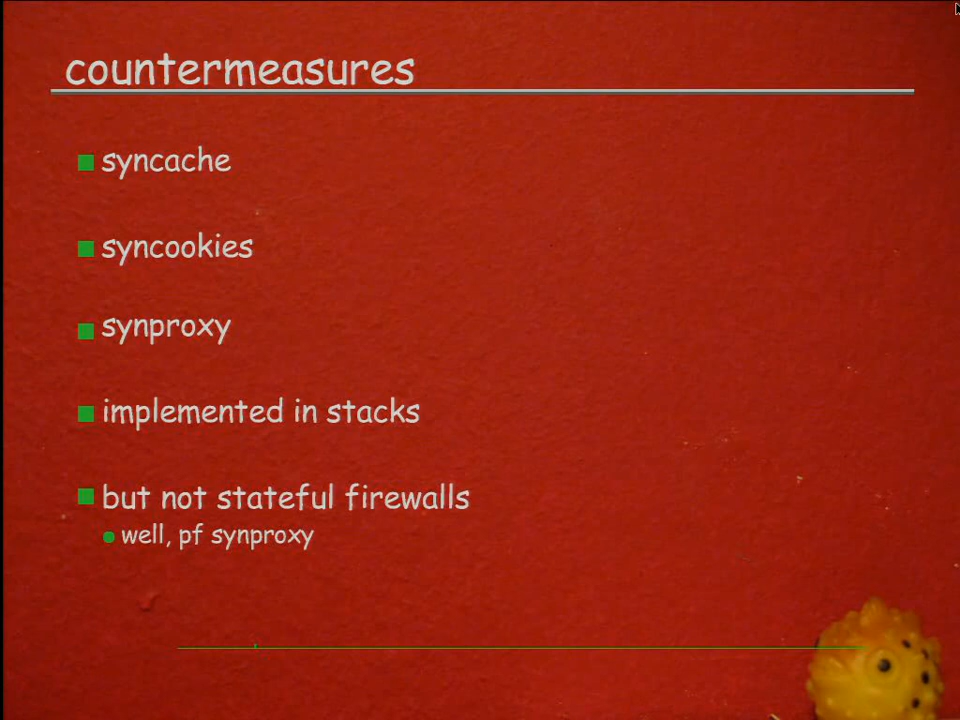 countermeasures
syncache
syncookies
synproxy
implemented in stacks
but not stateful firewalls
well, pf synproxy